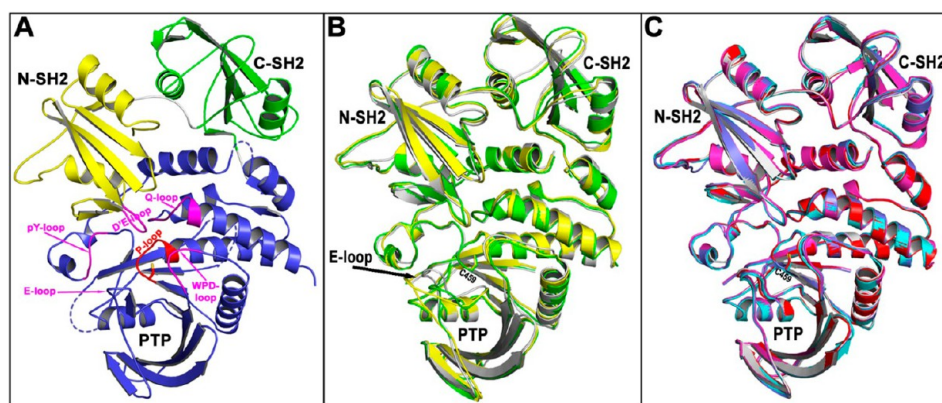 A
N-SH2
C-SH2
Q-loop
D'E-loop
pY-loop
P-loop
E-loop
WPD-
loop
PTP
B
N-SH2
C-SH2
E-loop
C459
PTP
C
N-SH2
C-SH2
C459
PTP